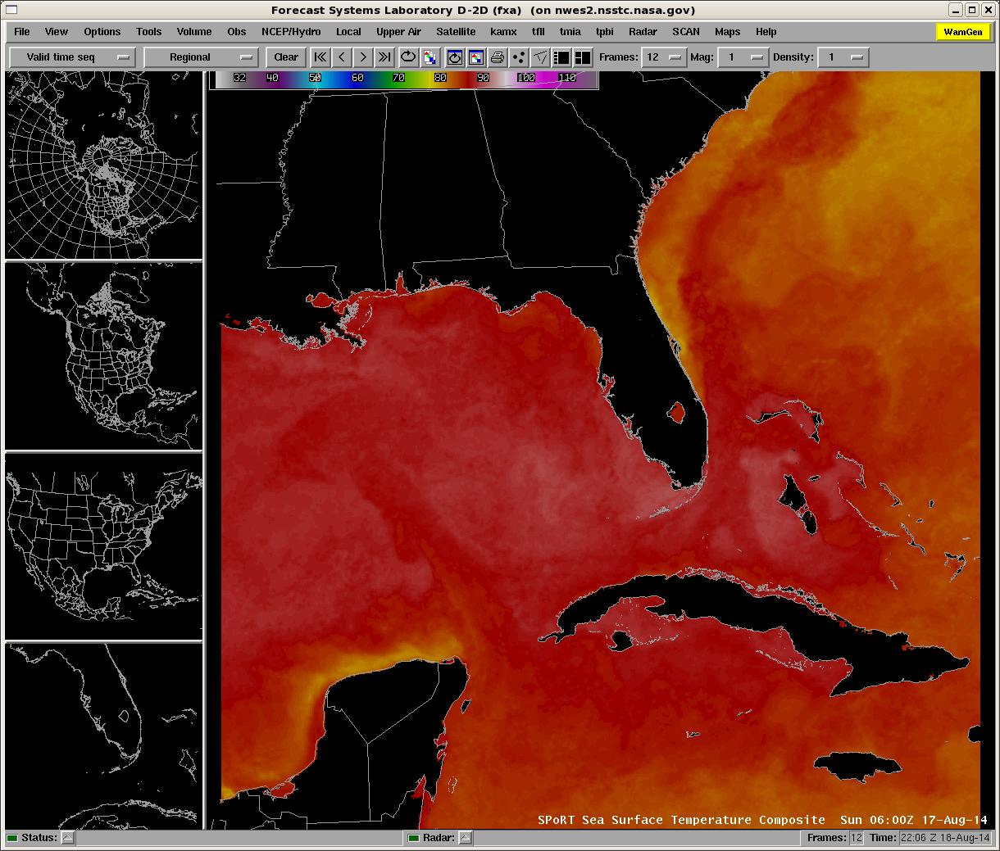 Forecast Systems Laboratory D-2D (fxa)  (on nwes2.nsstc.nasa.gov)
File View Options Tools Volume Obs NCEP/Hydro Local Upper Air Satellite kamx tfll tmia tpbi Radar SCAN Maps Help WarnGen
Valid time seq Regional Clear Frames: 12 Mag: 1 Density: 1
32 40 50 60 70 80 90 100 110
SPoRT Sea Surface Temperature Composite  Sun 06:00Z 17-Aug-14
Status: Radar: Frames: 12 Time: 22:06 Z 18-Aug-14